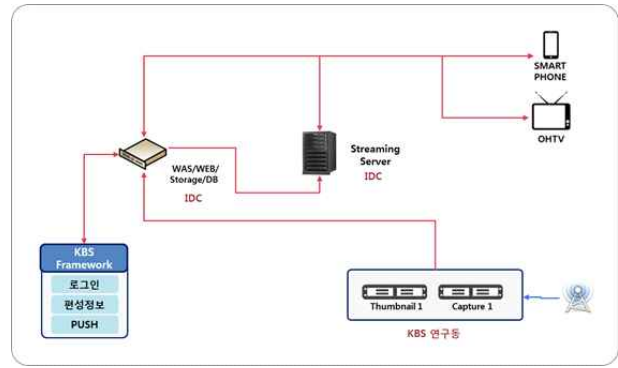 SMART
PHONE
OHTV
Streaming
Server
IDC
WAS/WEB/
Storage/DB
IDC
KBS
Framework
로그인
편성정보
PUSH
Thumbnail 1
Capture 1
KBS 연구동